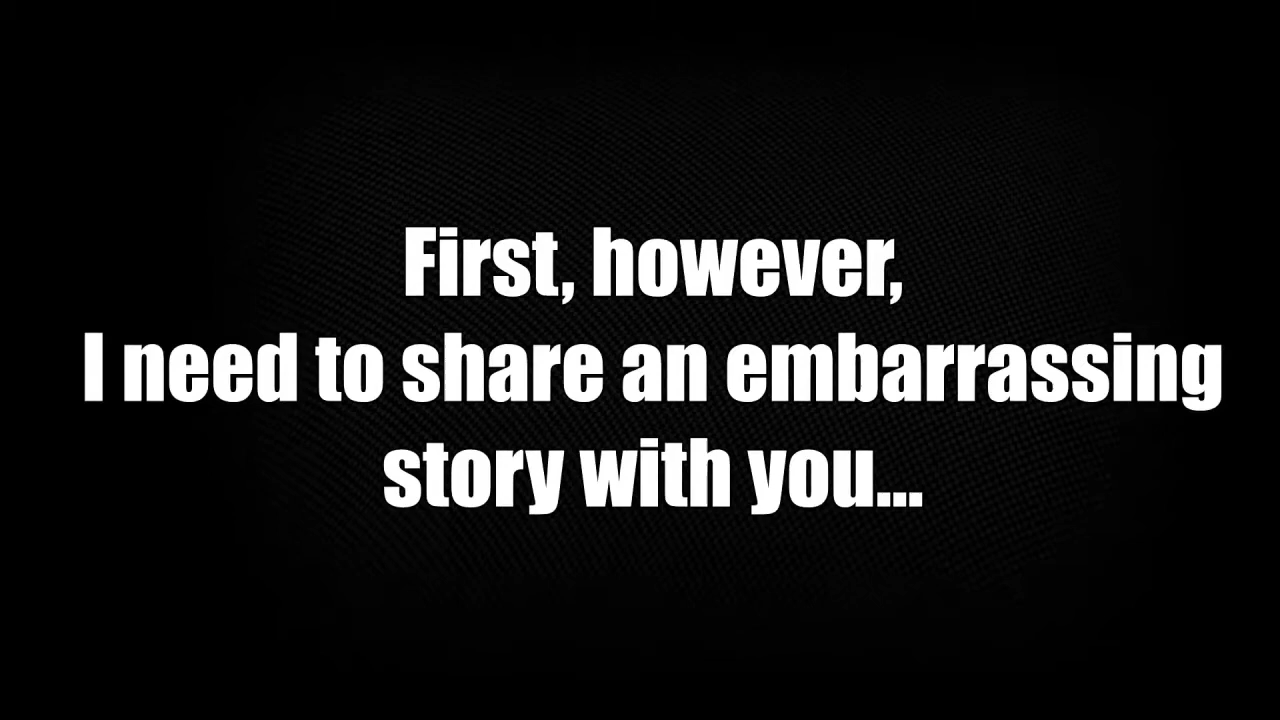 First, however,
I need to share an embarrassing
story with you...